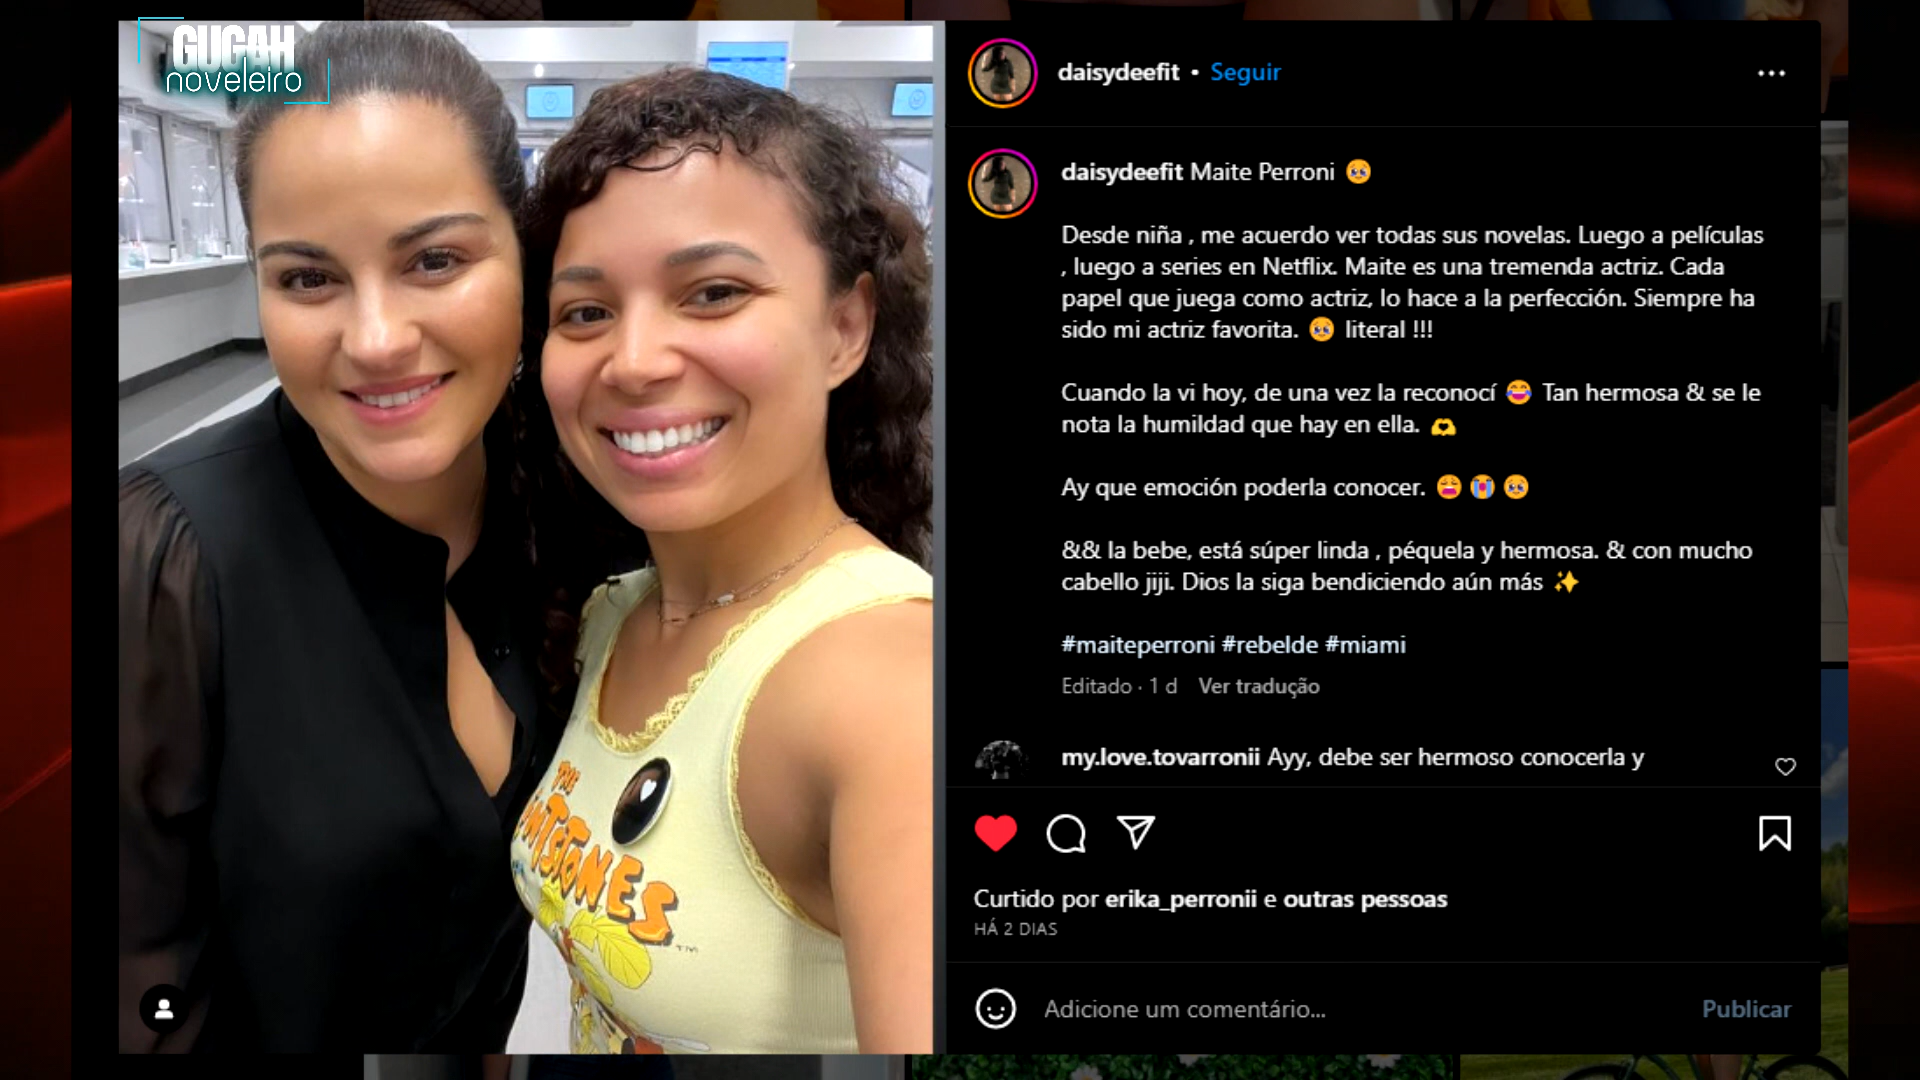 GUGAH
noveleiro
daisydeefit • Seguir
daisydeefit Maite Perroni 🥹
Desde niña , me acuerdo ver todas sus novelas. Luego a películas
, luego a series en Netflix. Maite es una tremenda actriz. Cada
papel que juega como actriz, lo hace a la perfección. Siempre ha
sido mi actriz favorita. 🥹 literal !!!
Cuando la vi hoy, de una vez la reconocí 😂 Tan hermosa & se le
nota la humildad que hay en ella. 🫶
Ay que emoción poderla conocer. 😩 😭 🥹
&& la bebe, está súper linda , péquela y hermosa. & con mucho
cabello jiji. Dios la siga bendiciendo aún más ✨
#maiteperroni #rebelde #miami
Editado · 1 d Ver tradução
my.love.tovarronii Ayy, debe ser hermoso conocerla y
Curtido por erika_perronii e outras pessoas
HÁ 2 DIAS
Adicione um comentário... Publicar
THE
FLINTSTONES
TM